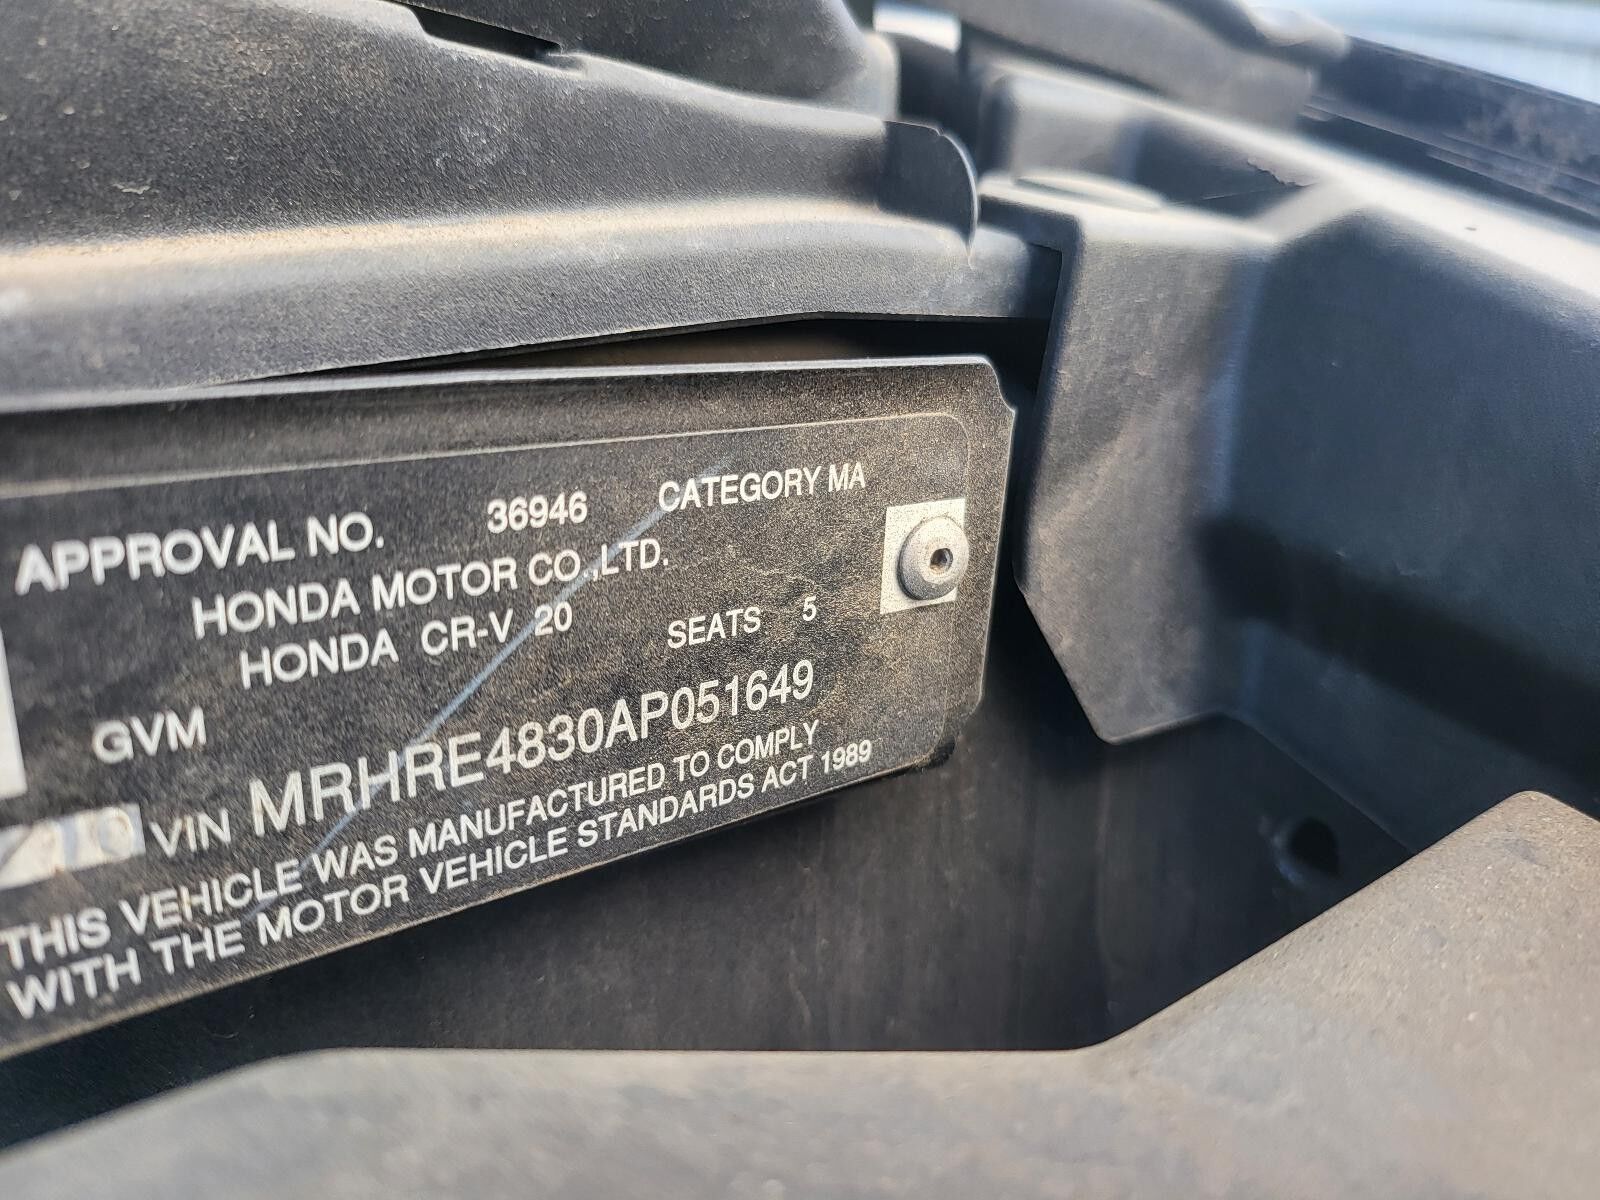 APPROVAL NO. 36946 CATEGORY MA
HONDA MOTOR CO.,LTD.
HONDA CR-V 20 SEATS 5
GVM
VIN MRHRE4830AP051649
THIS VEHICLE WAS MANUFACTURED TO COMPLY
WITH THE MOTOR VEHICLE STANDARDS ACT 1989